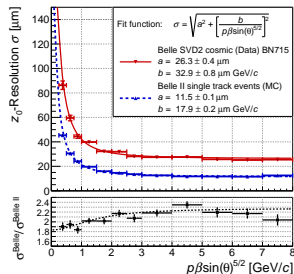 z₀-Resolution σ [μm]
180
160
140
120
100
80
60
40
20
0
Fit function: σ = √a² + [b / pβsin(θ)^5/2]²
Belle SVD2 cosmic (Data) BN715
a = 26.3 ± 0.4 μm
b = 32.9 ± 0.8 μm GeV/c
Belle II single track events (MC)
a = 11.5 ± 0.1 μm
b = 17.9 ± 0.2 μm GeV/c
σ^Belle/σ^Belle II
2.4
2.2
2.0
1.8
1.6
0 1 2 3 4 5 6 7 8
pβsin(θ)^5/2 [GeV/c]